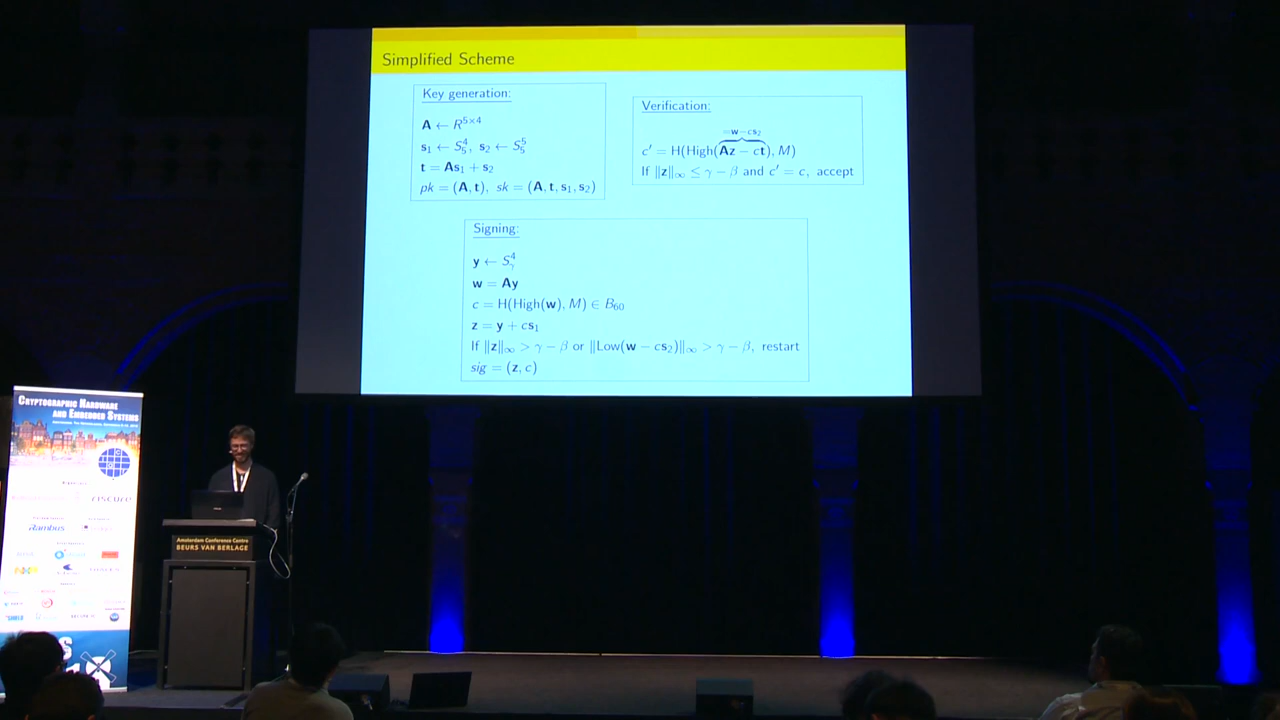 Simplified Scheme
Key generation:
A ← R^{5×4}
s₁ ← S₅⁴, s₂ ← S₅⁵
t = As₁ + s₂
pk = (A, t), sk = (A, t, s₁, s₂)
Verification:
=w−cs₂
c′ = H(High(Az − ct), M)
If ‖z‖∞ ≤ γ − β and c′ = c, accept
Signing:
y ← S_γ⁴
w = Ay
c = H(High(w), M) ∈ B₆₀
z = y + cs₁
If ‖z‖∞ > γ − β or ‖Low(w − cs₂)‖∞ > γ − β, restart
sig = (z, c)
Cryptographic Hardware
and Embedded Systems
riscure
Rambus
Amsterdam Conference Centre
BEURS VAN BERLAGE